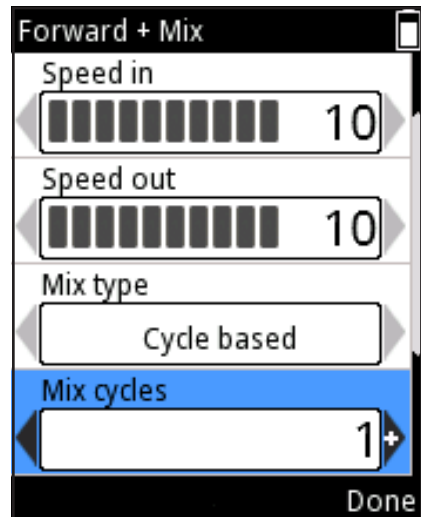 Forward + Mix
Speed in
10
Speed out
10
Mix type
Cycle based
Mix cycles
1
+
Done